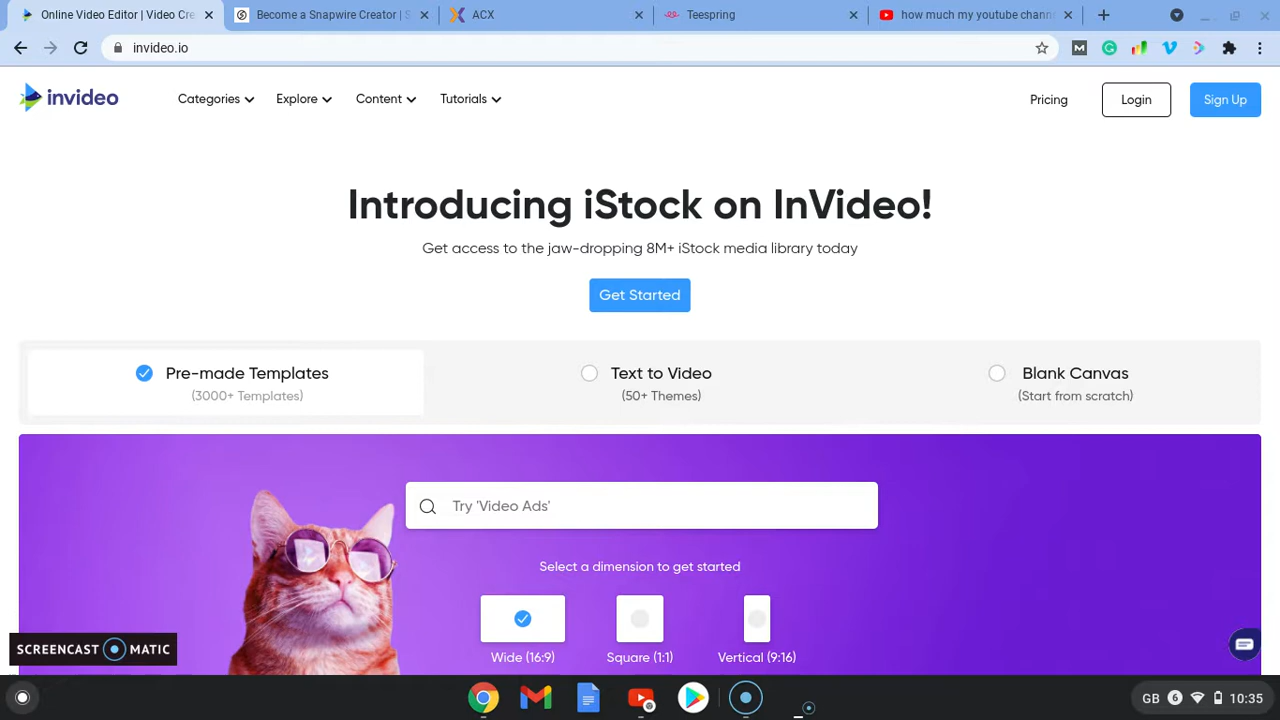 Online Video Editor | Video Cre
Become a Snapwire Creator | S
ACX
Teespring
how much my youtube chann
invideo.io
invideo
Categories
Explore
Content
Tutorials
Pricing
Login
Sign Up
Introducing iStock on InVideo!
Get access to the jaw-dropping 8M+ iStock media library today
Get Started
Pre-made Templates
(3000+ Templates)
Text to Video
(50+ Themes)
Blank Canvas
(Start from scratch)
Try 'Video Ads'
Select a dimension to get started
Wide (16:9)
Square (1:1)
Vertical (9:16)
SCREENCAST MATIC
GB 6 10:35